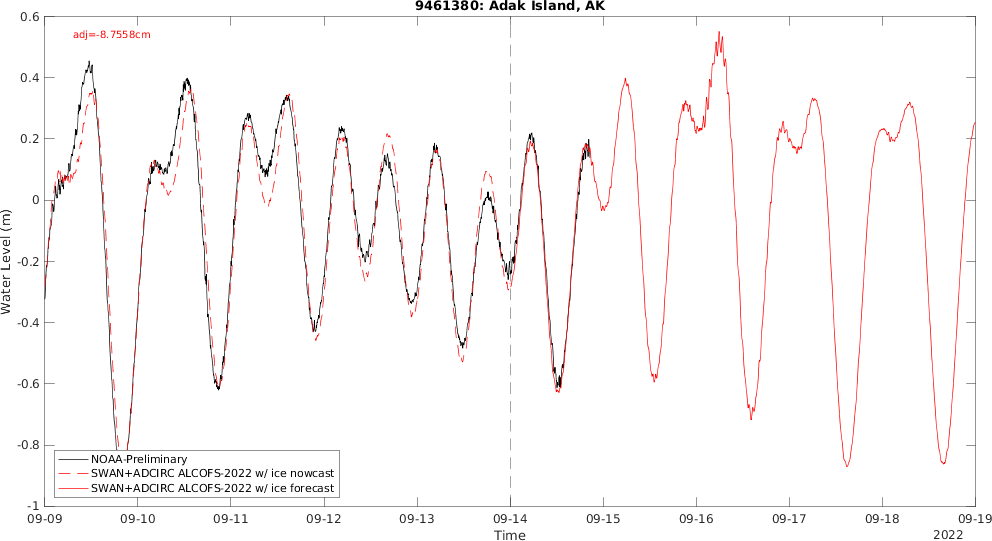 9461380: Adak Island, AK
adj=-8.7558cm
0.6
0.4
0.2
0
-0.2
-0.4
-0.6
-0.8
-1
Water Level (m)
NOAA-Preliminary
SWAN+ADCIRC ALCOFS-2022 w/ ice nowcast
SWAN+ADCIRC ALCOFS-2022 w/ ice forecast
09-09 09-10 09-11 09-12 09-13 09-14 09-15 09-16 09-17 09-18 09-19
Time
2022